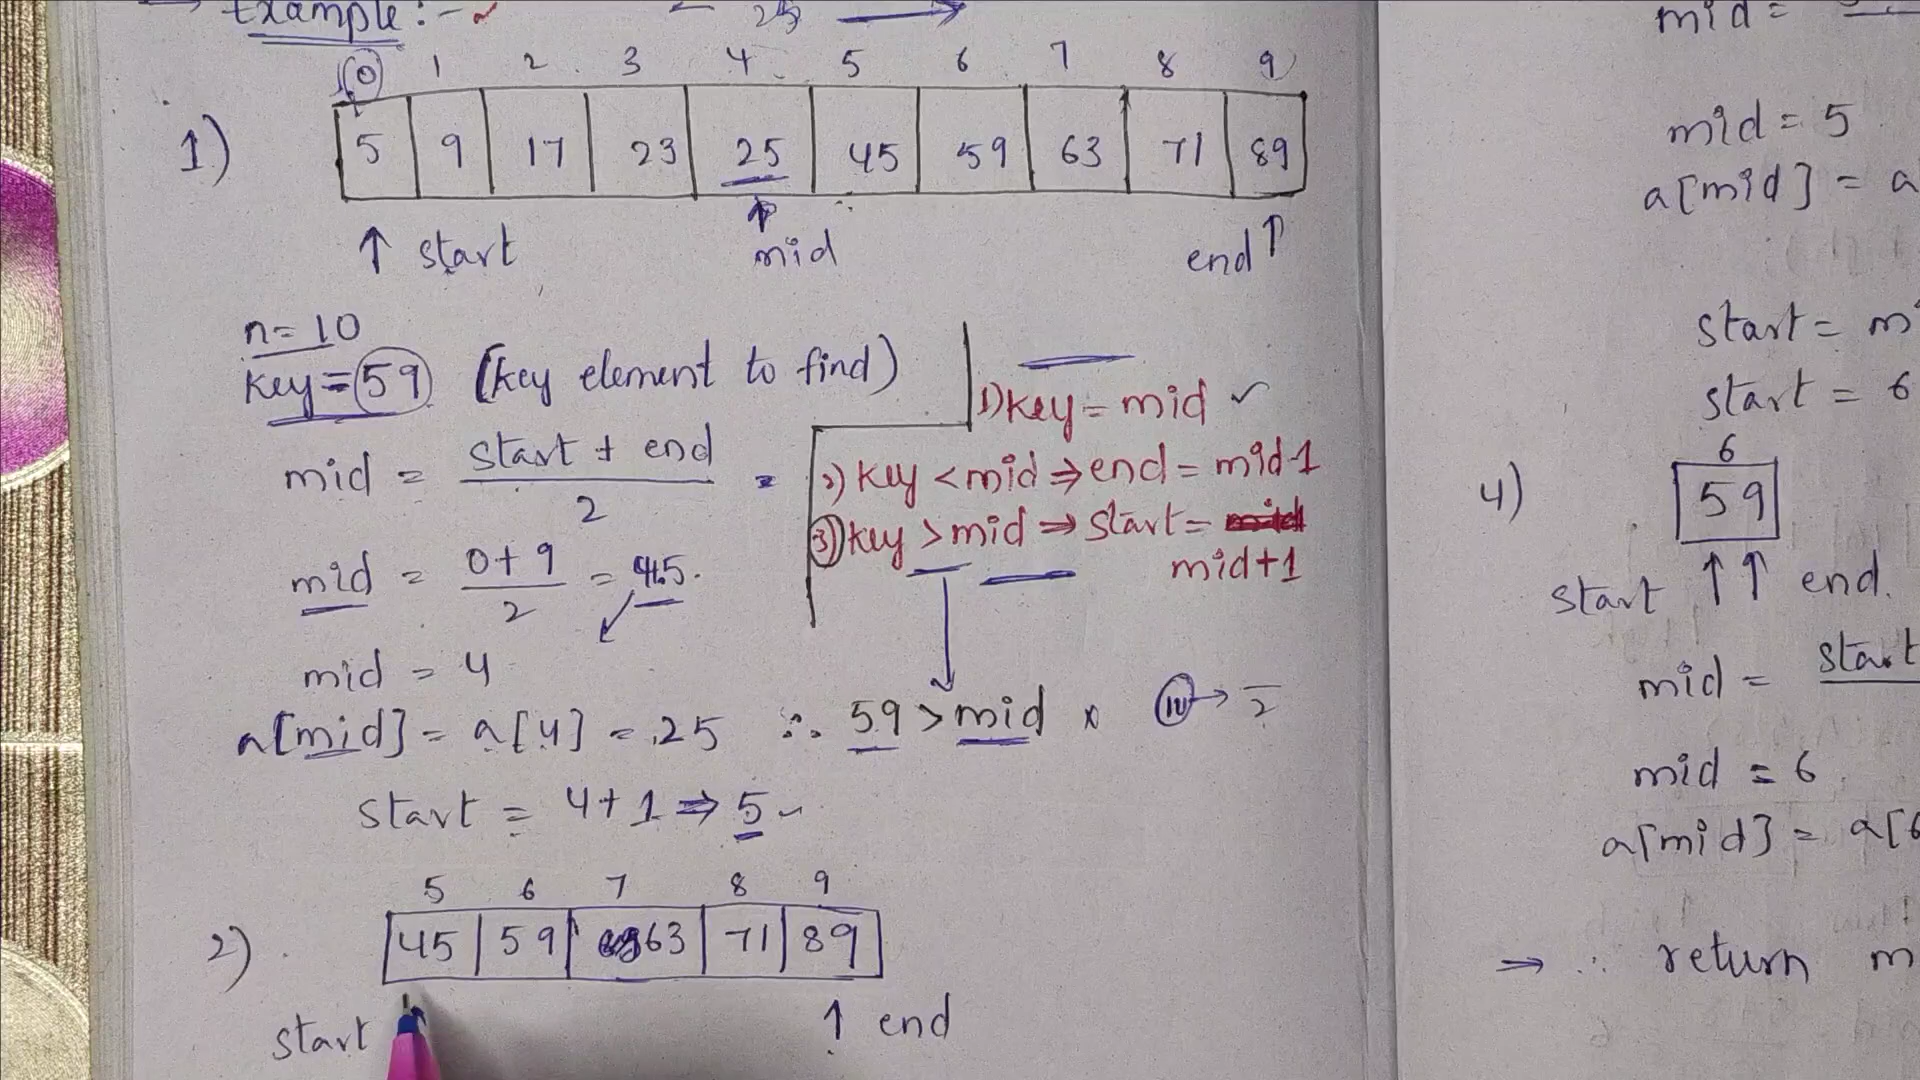 Example :-
25
0 1 2 3 4 5 6 7 8 9
1) 5 9 17 23 25 45 59 63 71 89
↑ start mid end ↑
n = 10
key = 59 (key element to find)
mid = start + end / 2 =
mid = 0 + 9 / 2 = 4.5.
mid = 4
1) key = mid ✓
2) key < mid ⇒ end = mid-1
3) key > mid ⇒ start =
mid+1
a[mid] = a[4] = 25 ∴ 59 > mid × → 2
start = 4 + 1 ⇒ 5
5 6 7 8 9
2) 45 59 63 71 89
start ↑ end
mid =
mid = 5
a[mid] = a
start = m
start = 6
6
4) 59
start ↑ ↑ end.
mid = start
mid = 6
a[mid] = a[6
→ ∴ return m